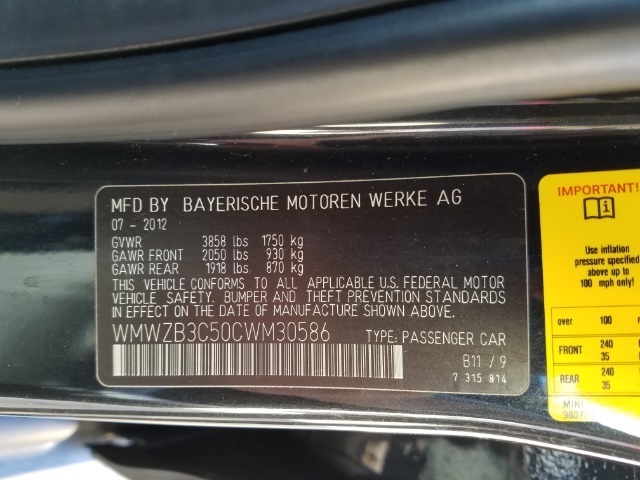 MFD BY BAYERISCHE MOTOREN WERKE AG
07 - 2012
GVWR 3858 lbs 1750 kg
GAWR FRONT 2050 lbs 930 kg
GAWR REAR 1918 lbs 870 kg
THIS VEHICLE CONFORMS TO ALL APPLICABLE U.S. FEDERAL MOTOR
VEHICLE SAFETY, BUMPER AND THEFT PREVENTION STANDARDS
IN EFFECT ON THE DATE OF MANUFACTURE SHOWN ABOVE.
WMWZB3C50CWM30586 TYPE: PASSENGER CAR
B11 / 9
7 315 814
IMPORTANT!
Use inflation
pressure specified
above up to
100 mph only!
over 100
FRONT 240
35
REAR 240
35
MINI